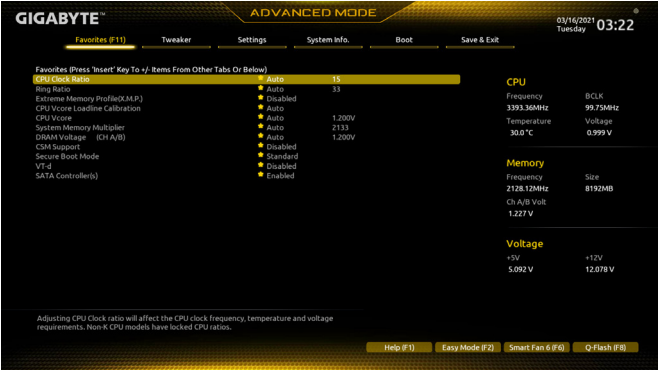 GIGABYTE™
ADVANCED MODE
03/16/2021
Tuesday
03:22
Favorites (F11) Tweaker Settings System Info. Boot Save & Exit
Favorites (Press 'Insert' Key To +/- Items From Other Tabs Or Below)
CPU Clock Ratio Auto 15
Ring Ratio Auto 33
Extreme Memory Profile(X.M.P.) Disabled
CPU Vcore Loadline Calibration Auto
CPU Vcore Auto 1.200V
System Memory Multiplier Auto 2133
DRAM Voltage (CH A/B) Auto 1.200V
CSM Support Disabled
Secure Boot Mode Standard
VT-d Disabled
SATA Controller(s) Enabled
CPU
Frequency BCLK
3393.36MHz 99.75MHz
Temperature Voltage
30.0°C 0.999 V
Memory
Frequency Size
2128.12MHz 8192MB
Ch A/B Volt
1.227 V
Voltage
+5V +12V
5.092 V 12.078 V
Adjusting CPU Clock ratio will affect the CPU clock frequency, temperature and voltage
requirements. Non-K CPU models have locked CPU ratios.
Help (F1) Easy Mode (F2) Smart Fan 6 (F6) Q-Flash (F8)